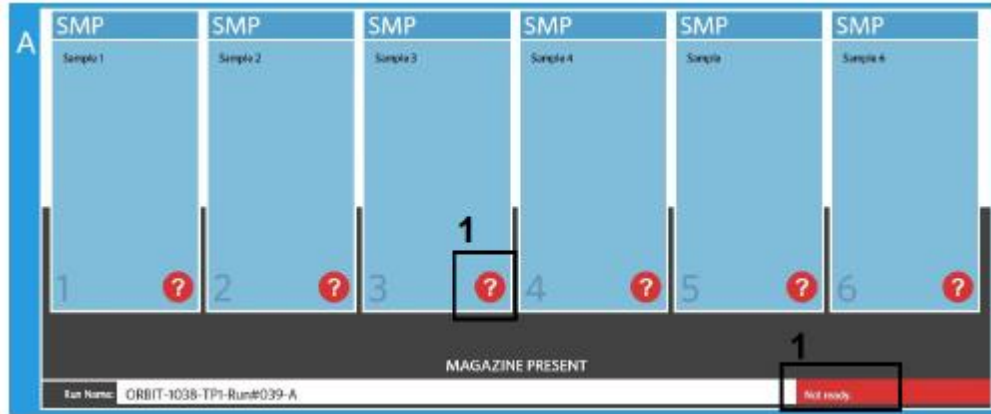 A
SMP SMP SMP SMP SMP SMP
Sample 1 Sample 2 Sample 3 Sample 4 Sample Sample 6
1
1 ? 2 ? 3 ? 4 ? 5 ? 6 ?
MAGAZINE PRESENT
1
Run Name: ORBIT-1038-TP1-Run#039-A Not ready.